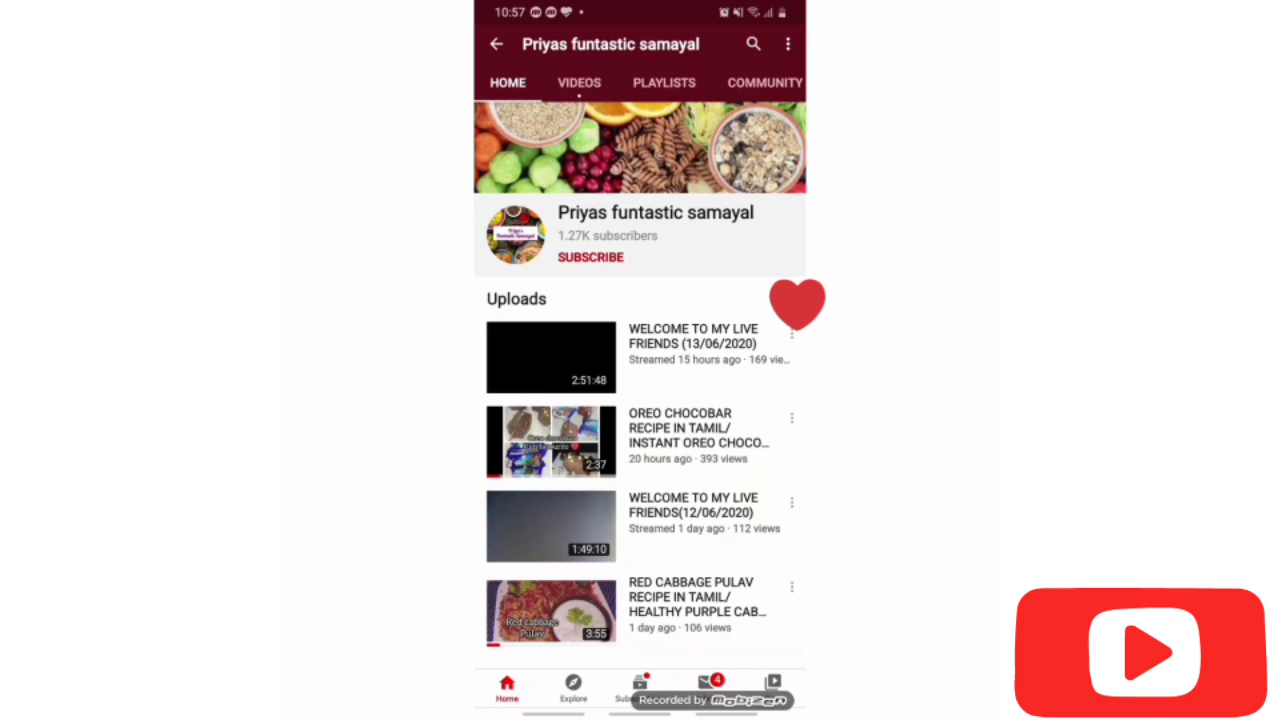 10:57
Priyas funtastic samayal
HOME VIDEOS PLAYLISTS COMMUNITY
Priyas funtastic samayal
1.27K subscribers
SUBSCRIBE
Uploads
WELCOME TO MY LIVE
FRIENDS (13/06/2020)
Streamed 15 hours ago · 169 vie...
2:51:48
OREO CHOCOBAR
RECIPE IN TAMIL/
INSTANT OREO CHOCO...
20 hours ago · 393 views
2:37
WELCOME TO MY LIVE
FRIENDS(12/06/2020)
Streamed 1 day ago · 112 views
1:49:10
RED CABBAGE PULAV
RECIPE IN TAMIL/
HEALTHY PURPLE CAB...
1 day ago · 106 views
Red cabbage
Pulav
3:55
4
Home Explore
Recorded by mobizen